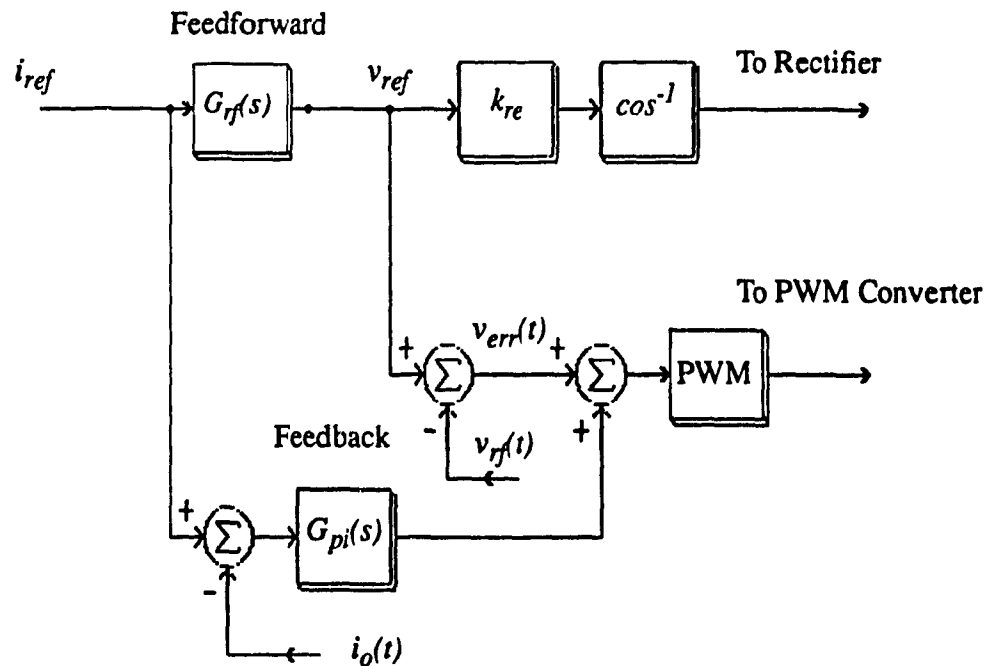 Feedforward
i_ref
G_rf(s)
v_ref
k_re
cos^-1
To Rectifier
To PWM Converter
+
Σ
v_err(t)
+
Σ
PWM
-
v_rf(t)
+
Feedback
+
Σ
G_pi(s)
-
i_o(t)